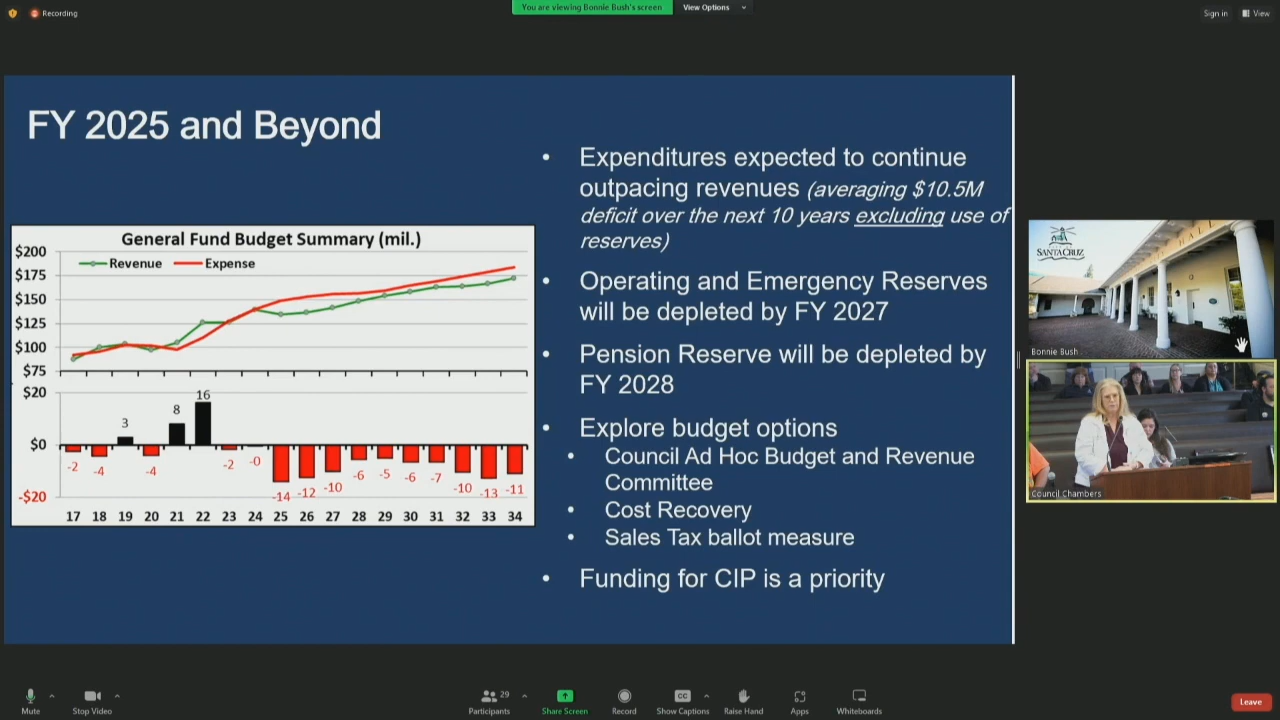 Recording
You are viewing Bonnie Bush's screen
View Options
Sign in
View
FY 2025 and Beyond
General Fund Budget Summary (mil.)
Revenue
Expense
$200
$175
$150
$125
$100
$75
$20
$0
-$20
-2
-4
3
-4
8
16
-2
-0
-14
-12
-10
-6
-5
-6
-7
-10
-13
-11
17 18 19 20 21 22 23 24 25 26 27 28 29 30 31 32 33 34
• Expenditures expected to continue
outpacing revenues (averaging $10.5M
deficit over the next 10 years excluding use of
reserves)
• Operating and Emergency Reserves
will be depleted by FY 2027
• Pension Reserve will be depleted by
FY 2028
• Explore budget options
• Council Ad Hoc Budget and Revenue
Committee
• Cost Recovery
• Sales Tax ballot measure
• Funding for CIP is a priority
SANTA CRUZ
Bonnie Bush
Council Chambers
Mute
Stop Video
Participants
29
Share Screen
Record
CC
Show Captions
Raise Hand
Apps
Whiteboards
Leave